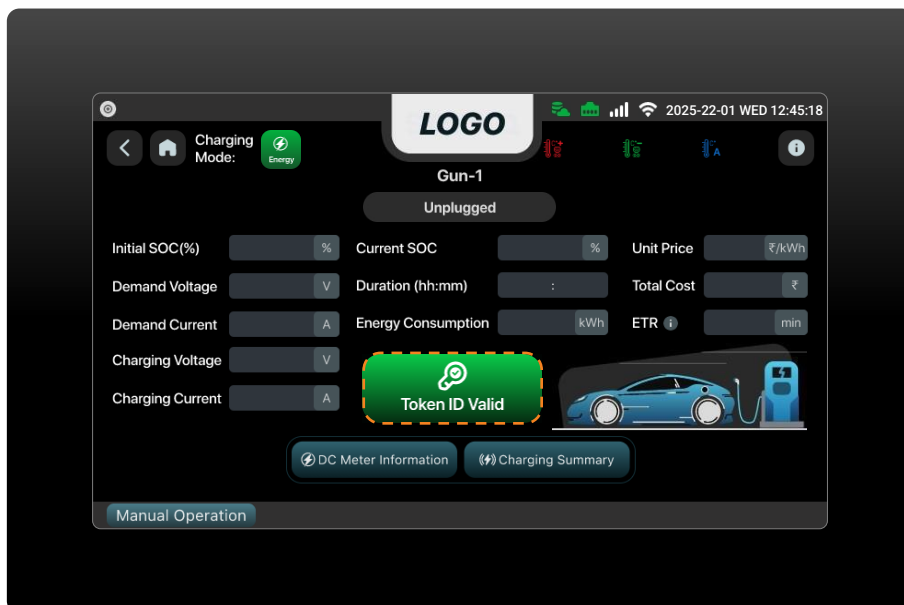 LOGO
2025-22-01 WED 12:45:18
Charging
Mode:
Energy
A
Gun-1
Unplugged
Initial SOC(%) % Current SOC % Unit Price ₹/kWh
Demand Voltage V Duration (hh:mm) : Total Cost ₹
Demand Current A Energy Consumption kWh ETR i min
Charging Voltage V
Charging Current A
Token ID Valid
DC Meter Information Charging Summary
Manual Operation